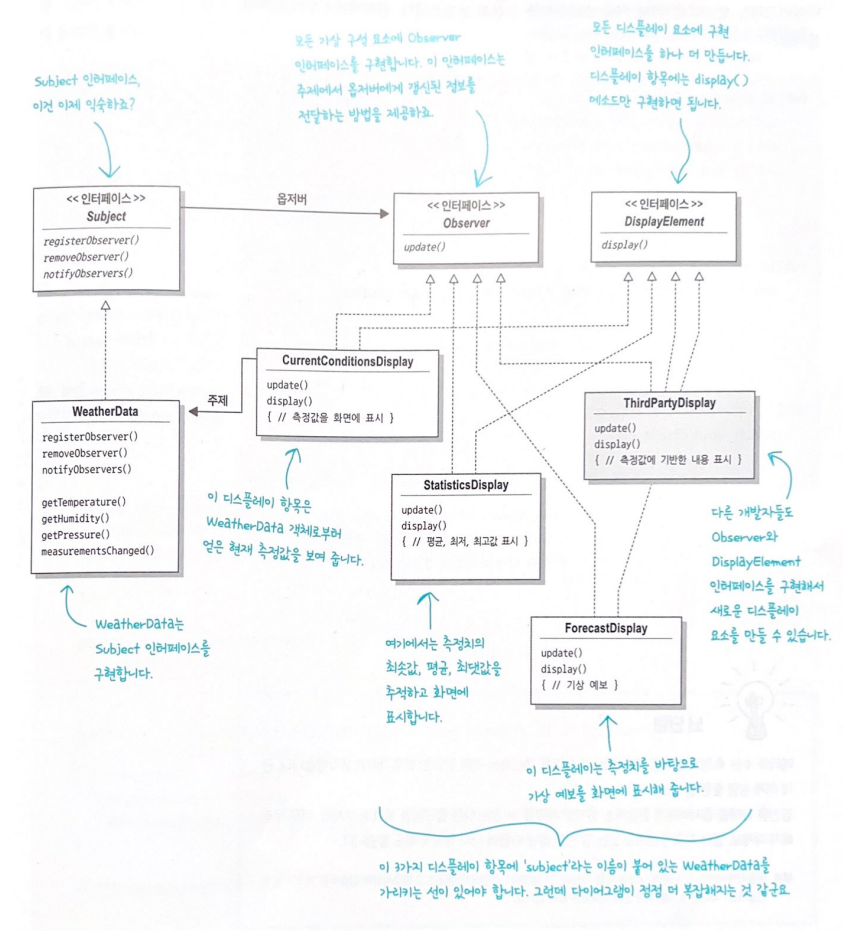 Subject 인터페이스,
이건 이제 익숙하죠?
모든 기상 구성 요소에 Observer
인터페이스를 구현합니다. 이 인터페이스는
주제에서 옵저버에게 갱신된 정보를
전달하는 방법을 제공하죠.
모든 디스플레이 요소에 구현
인터페이스를 하나 더 만듭니다.
디스플레이 항목에는 display()
메소드만 구현하면 됩니다.
<< 인터페이스 >>
Subject
registerObserver()
removeObserver()
notifyObservers()
옵저버
<< 인터페이스 >>
Observer
update()
<< 인터페이스 >>
DisplayElement
display()
CurrentConditionsDisplay
update()
display()
{ // 측정값을 화면에 표시 }
주제
WeatherData
registerObserver()
removeObserver()
notifyObservers()
getTemperature()
getHumidity()
getPressure()
measurementsChanged()
ThirdPartyDisplay
update()
display()
{ // 측정값에 기반한 내용 표시 }
StatisticsDisplay
update()
display()
{ // 평균, 최저, 최고값 표시 }
이 디스플레이 항목은
WeatherData 객체로부터
얻은 현재 측정값을 보여 줍니다.
다른 개발자들도
Observer와
DisplayElement
인터페이스를 구현해서
새로운 디스플레이
요소를 만들 수 있습니다.
WeatherData는
Subject 인터페이스를
구현합니다.
여기에서는 측정치의
최솟값, 평균, 최댓값을
추적하고 화면에
표시합니다.
ForecastDisplay
update()
display()
{ // 기상 예보 }
이 디스플레이는 측정치를 바탕으로
기상 예보를 화면에 표시해 줍니다.
이 3가지 디스플레이 항목에 'subject'라는 이름이 붙어 있는 WeatherData를
가리키는 선이 있어야 합니다. 그런데 다이어그램이 점점 더 복잡해지는 것 같군요.